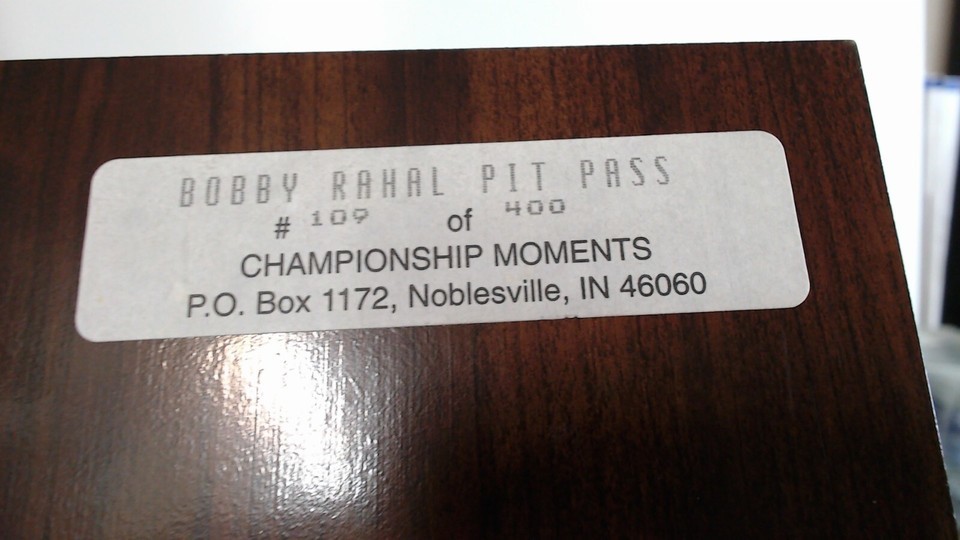 BOBBY RAHAL PIT PASS
# 109 of 400
CHAMPIONSHIP MOMENTS
P.O. Box 1172, Noblesville, IN 46060